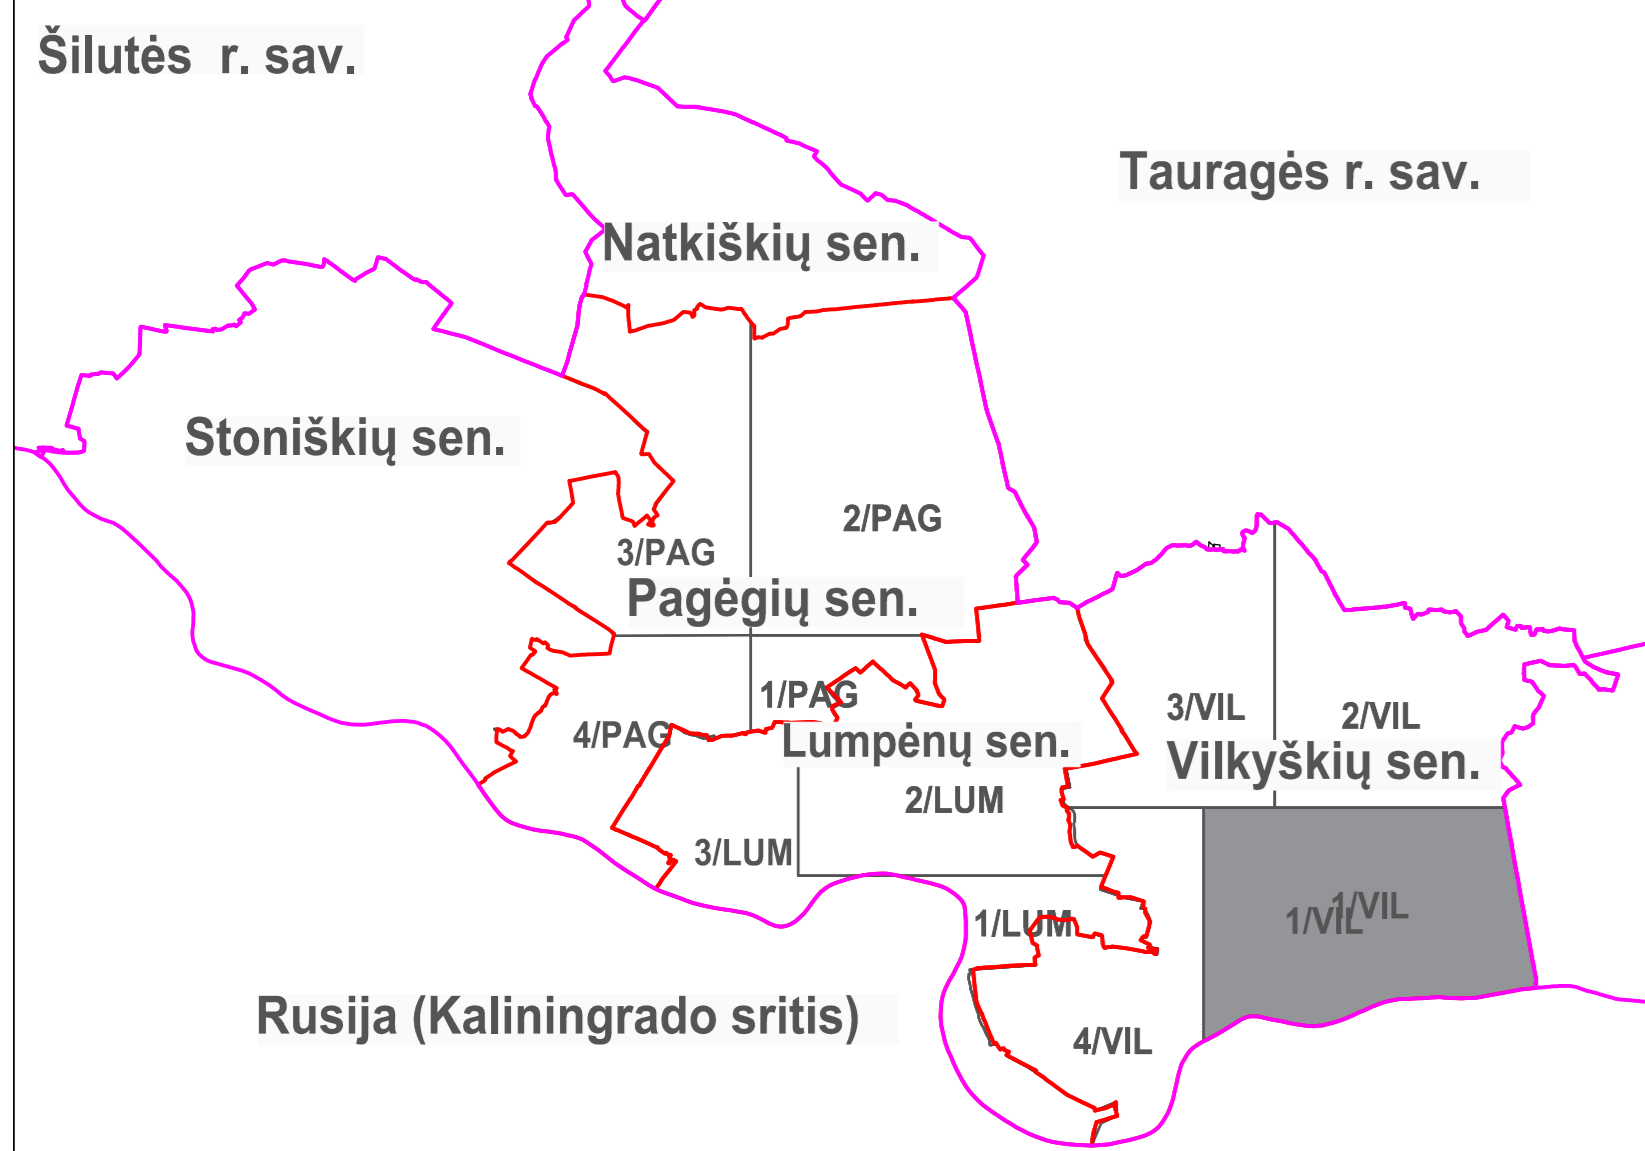 Šilutės r. sav.
Tauragės r. sav.
Natkiškių sen.
Stoniškių sen.
2/PAG
3/PAG
Pagėgių sen.
1/PAG
3/VIL
2/VIL
4/PAG
Lumpėnų sen.
Vilkyškių sen.
2/LUM
3/LUM
1/VIL
1/VIL
1/LUM
Rusija (Kaliningrado sritis)
4/VIL